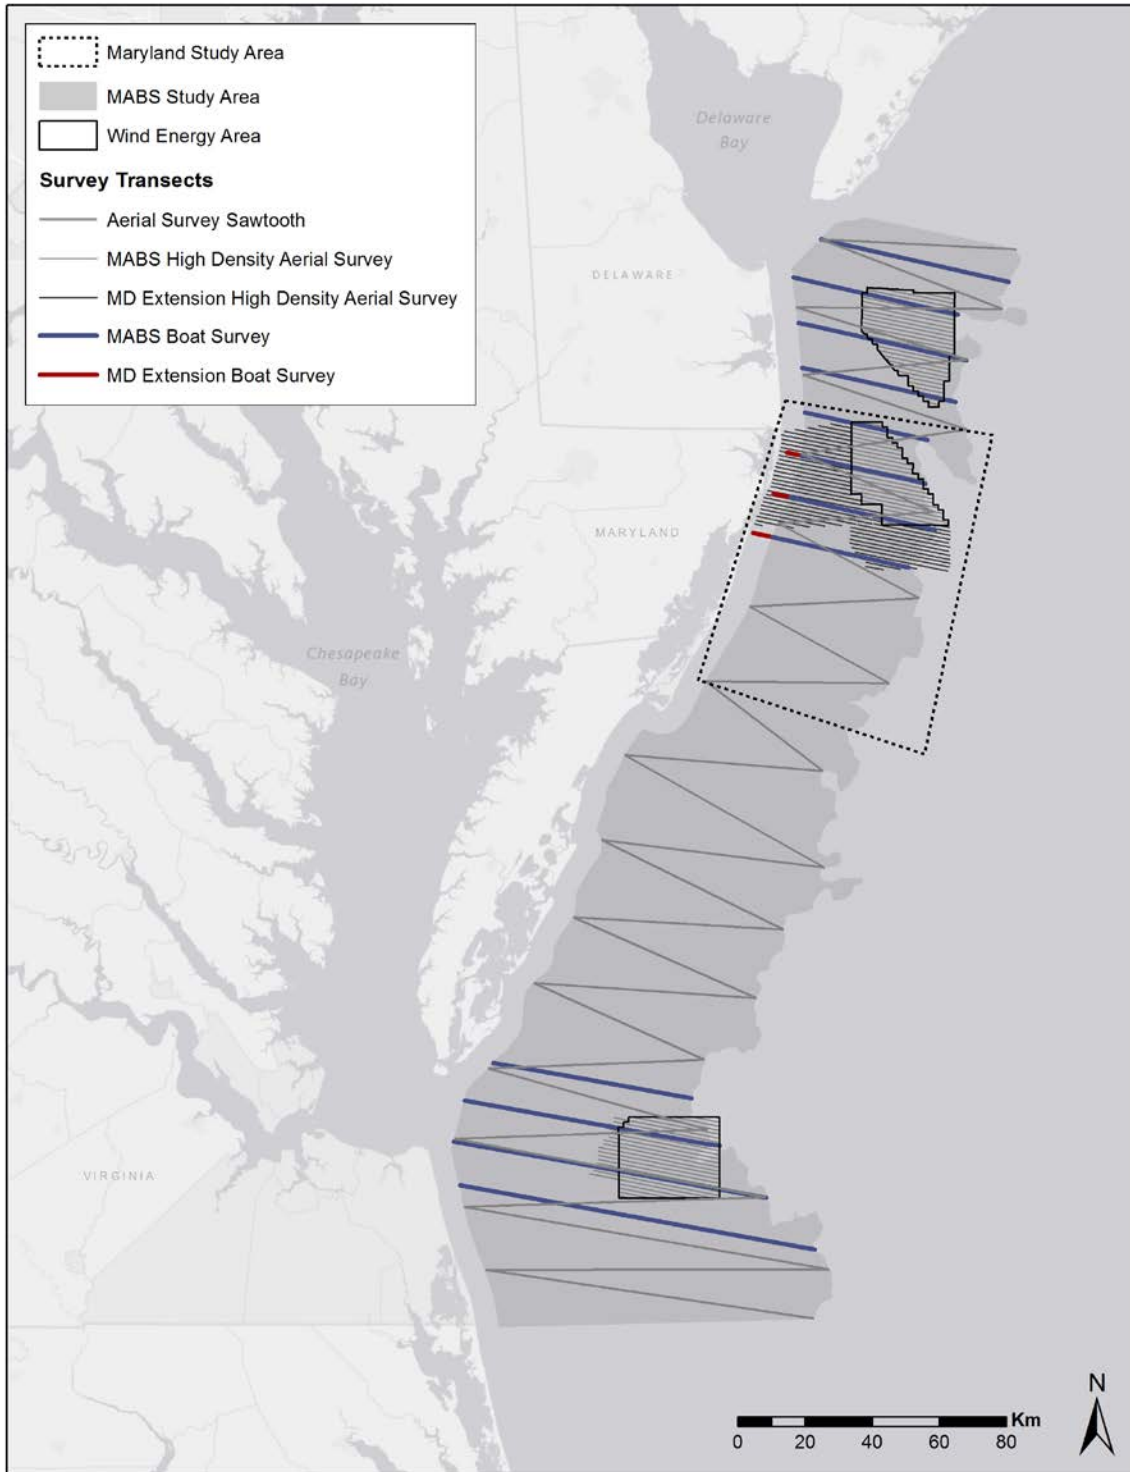 Maryland Study Area
MABS Study Area
Wind Energy Area
Survey Transects
Aerial Survey Sawtooth
MABS High Density Aerial Survey
MD Extension High Density Aerial Survey
MABS Boat Survey
MD Extension Boat Survey
Delaware
Bay
DELAWARE
MARYLAND
Chesapeake
Bay
VIRGINIA
N
Km
0 20 40 60 80